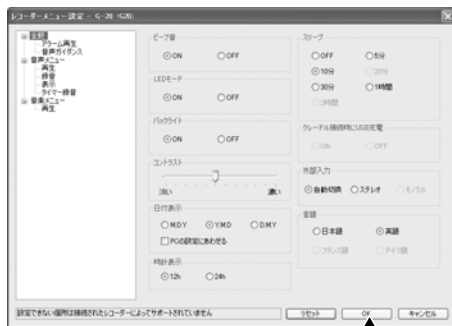 レコーダーメニュー設定 - G-20 (G20)
全般
アラーム再生
音声ガイダンス
音声メニュー
再生
録音
表示
タイマー録音
音楽メニュー
再生
ビープ音
ON OFF
LEDモード
ON OFF
バックライト
ON OFF
コントラスト
淡い 濃い
日付表示
M.D.Y Y.M.D D.M.Y
PCの設定にあわせる
時計表示
12h 24h
スリープ
OFF 5分
10分 20分
30分 1時間
2時間
クレードル接続時にUSB充電
ON OFF
外部入力
自動切換 ステレオ モノラル
言語
日本語 英語
フランス語 ドイツ語
設定できない個所は接続されたレコーダーによってサポートされていません
リセット OK キャンセル